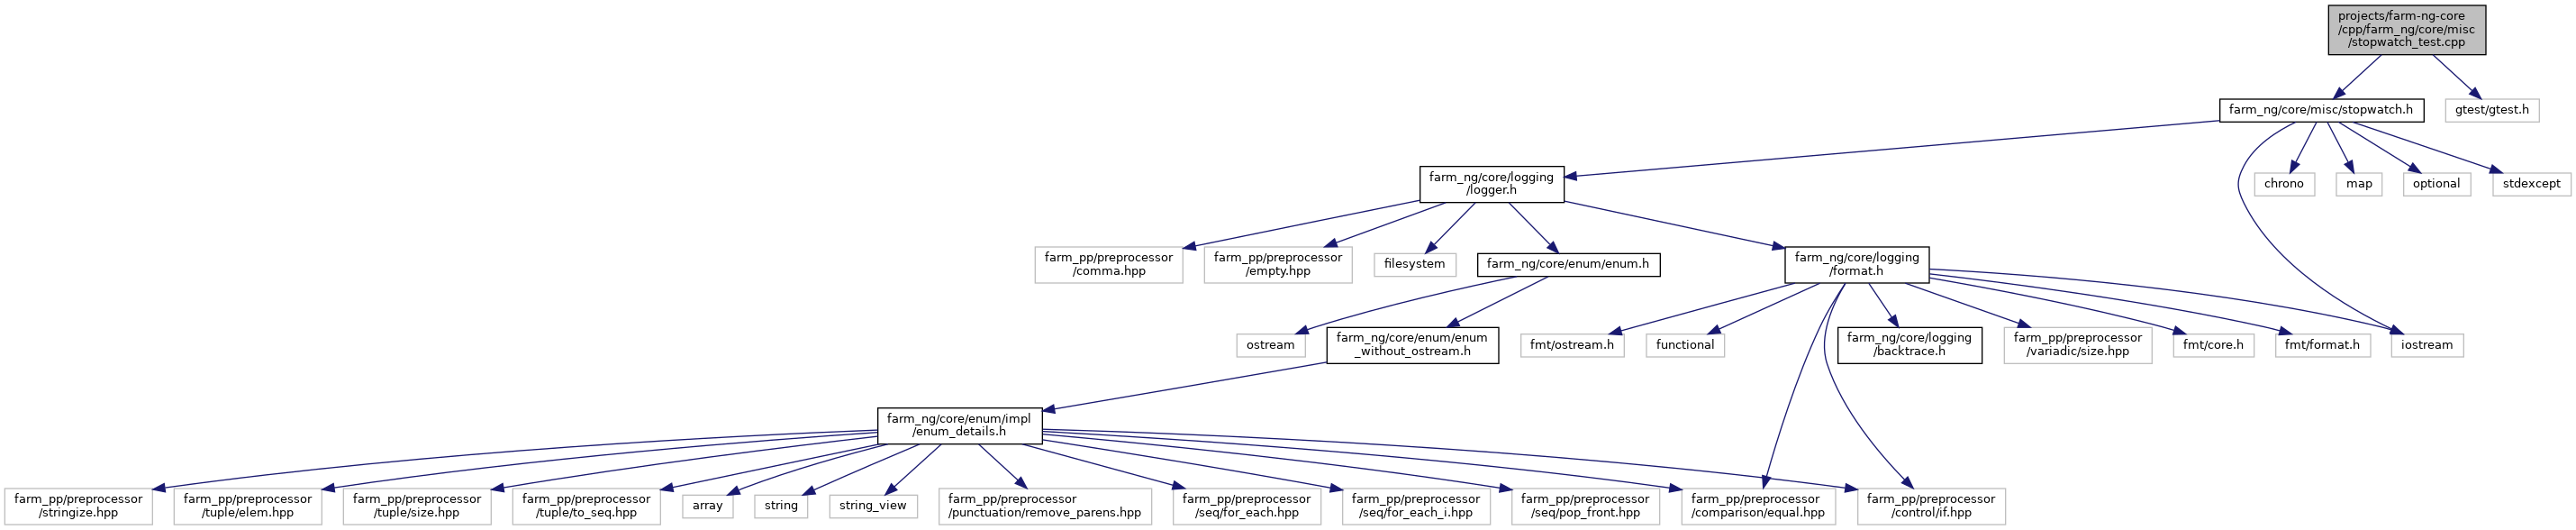 projects/farm-ng-core
/cpp/farm_ng/core/misc
/stopwatch_test.cpp
farm_ng/core/misc/stopwatch.h
gtest/gtest.h
farm_ng/core/logging
/logger.h
chrono
map
optional
stdexcept
farm_pp/preprocessor
/comma.hpp
farm_pp/preprocessor
/empty.hpp
filesystem
farm_ng/core/enum/enum.h
farm_ng/core/logging
/format.h
ostream
farm_ng/core/enum/enum
_without_ostream.h
fmt/ostream.h
functional
farm_ng/core/logging
/backtrace.h
farm_pp/preprocessor
/variadic/size.hpp
fmt/core.h
fmt/format.h
iostream
farm_ng/core/enum/impl
/enum_details.h
farm_pp/preprocessor
/stringize.hpp
farm_pp/preprocessor
/tuple/elem.hpp
farm_pp/preprocessor
/tuple/size.hpp
farm_pp/preprocessor
/tuple/to_seq.hpp
array
string
string_view
farm_pp/preprocessor
/punctuation/remove_parens.hpp
farm_pp/preprocessor
/seq/for_each.hpp
farm_pp/preprocessor
/seq/for_each_i.hpp
farm_pp/preprocessor
/seq/pop_front.hpp
farm_pp/preprocessor
/comparison/equal.hpp
farm_pp/preprocessor
/control/if.hpp